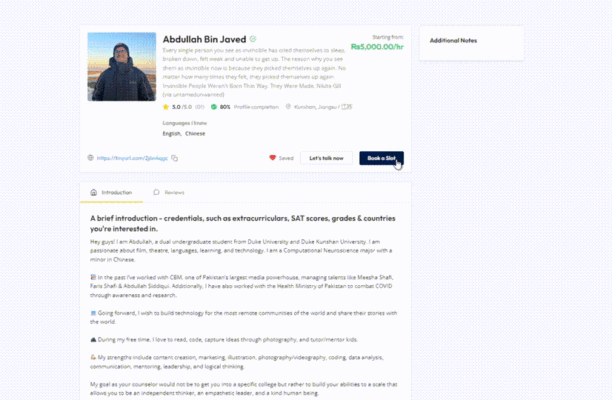 Abdullah Bin Javed
Starting from:
Rs5,000.00/hr
Additional Notes
Every single person you see as invincible has cried themselves to sleep,
broken down, felt weak and unable to get up. The reason why you see
them as invincible now is because they picked themselves up again. No
matter how many times they fell, they picked themselves up again
Invincible People Weren't Born That Way, They Were Made. Nilutis Gill
(via untamedunwanted)
5.0 /5.0
80% Profile completion
Kunshan, Jiangsu /
Languages I know
English, Chinese
Saved
Let's talk now
Book a Slot
Introduction
Reviews
A brief introduction - credentials, such as extracurriculars, SAT scores, grades & countries
you're interested in.
Hey guys! I am Abdullah, a dual undergraduate student from Duke University and Duke Kunshan University. I am
passionate about film, theatre, languages, learning, and technology. I am a Computational Neuroscience major with a
minor in Chinese.
In the past I've worked with CBM, one of Pakistan's largest media powerhouse, managing talents like Meesha Shafi,
Faris Shafi & Abdullah Siddiqui. Additionally, I have also worked with the Health Ministry of Pakistan to combat COVID
through awareness and research.
Going forward, I wish to build technology for the most remote communities of the world and share their stories with
the world.
During my free time, I love to read, code, capture ideas through photography, and tutor/mentor kids.
My strengths include content creation, marketing, illustration, photography/videography, coding, data analysis,
communication, mentoring, leadership, and logical thinking
My goal as your counselor would not be to get you into a specific college but rather to build your abilities to a scale that
allows you to be an independent thinker, an empathetic leader, and a kind human being.